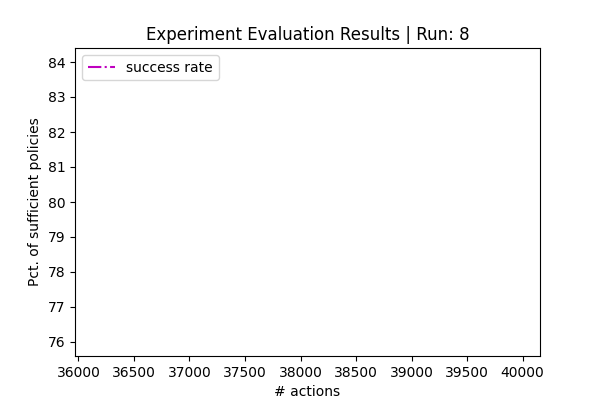 Experiment Evaluation Results | Run: 8
success rate
Pct. of sufficient policies
84
83
82
81
80
79
78
77
76
36000 36500 37000 37500 38000 38500 39000 39500 40000
# actions